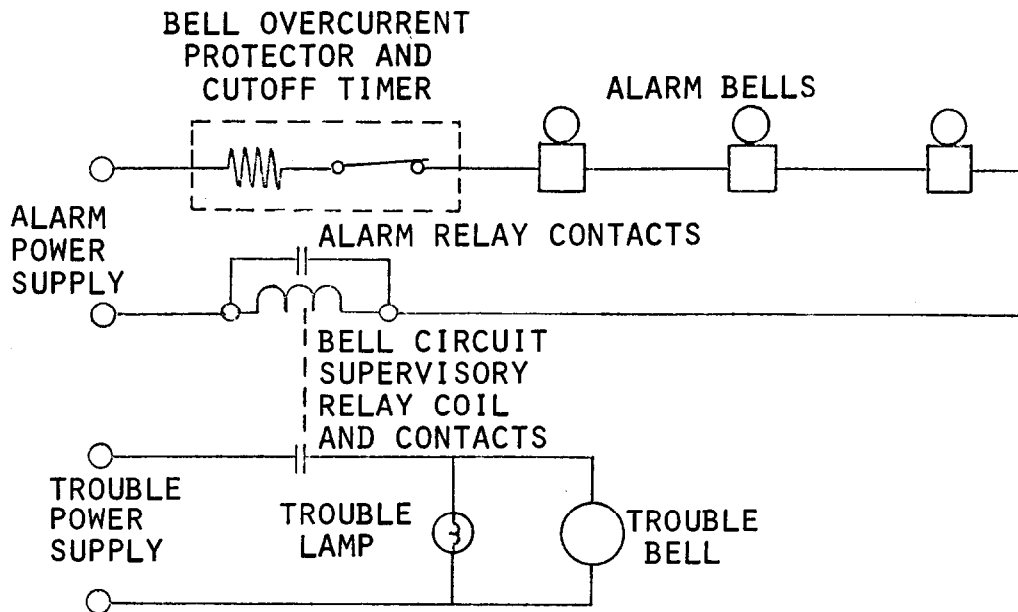 BELL OVERCURRENT
PROTECTOR AND
CUTOFF TIMER
ALARM BELLS
ALARM
POWER
SUPPLY
ALARM RELAY CONTACTS
BELL CIRCUIT
SUPERVISORY
RELAY COIL
AND CONTACTS
TROUBLE
POWER
SUPPLY
TROUBLE
LAMP
TROUBLE
BELL